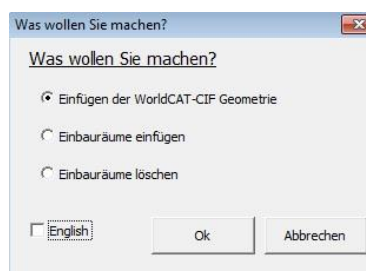 Was wollen Sie machen?
Was wollen Sie machen?
Einfügen der WorldCAT-CIF Geometrie
Einbauräume einfügen
Einbauräume löschen
English
Ok
Abbrechen